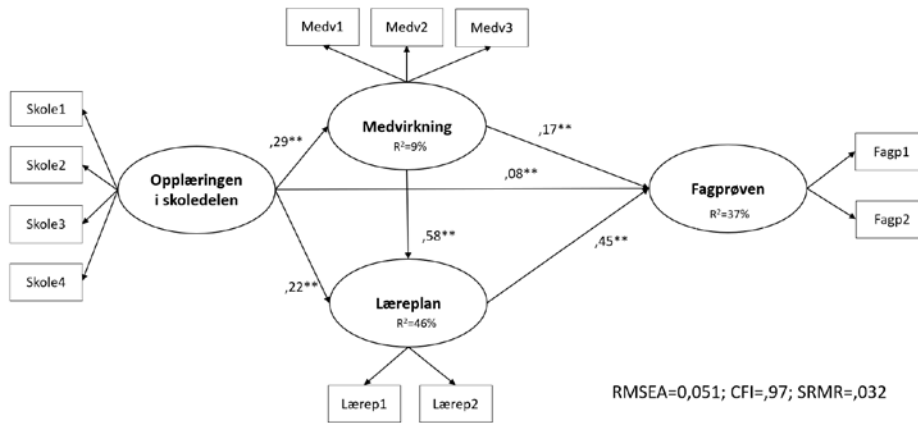 Medv1
Medv2
Medv3
Skole1
Skole2
Skole3
Skole4
Opplæringen
i skoledelen
Medvirkning
R²=9%
,29**
,17**
,08**
,58**
,22**
,45**
Læreplan
R²=46%
Fagprøven
R²=37%
Fagp1
Fagp2
Lærep1
Lærep2
RMSEA=0,051; CFI=,97; SRMR=,032